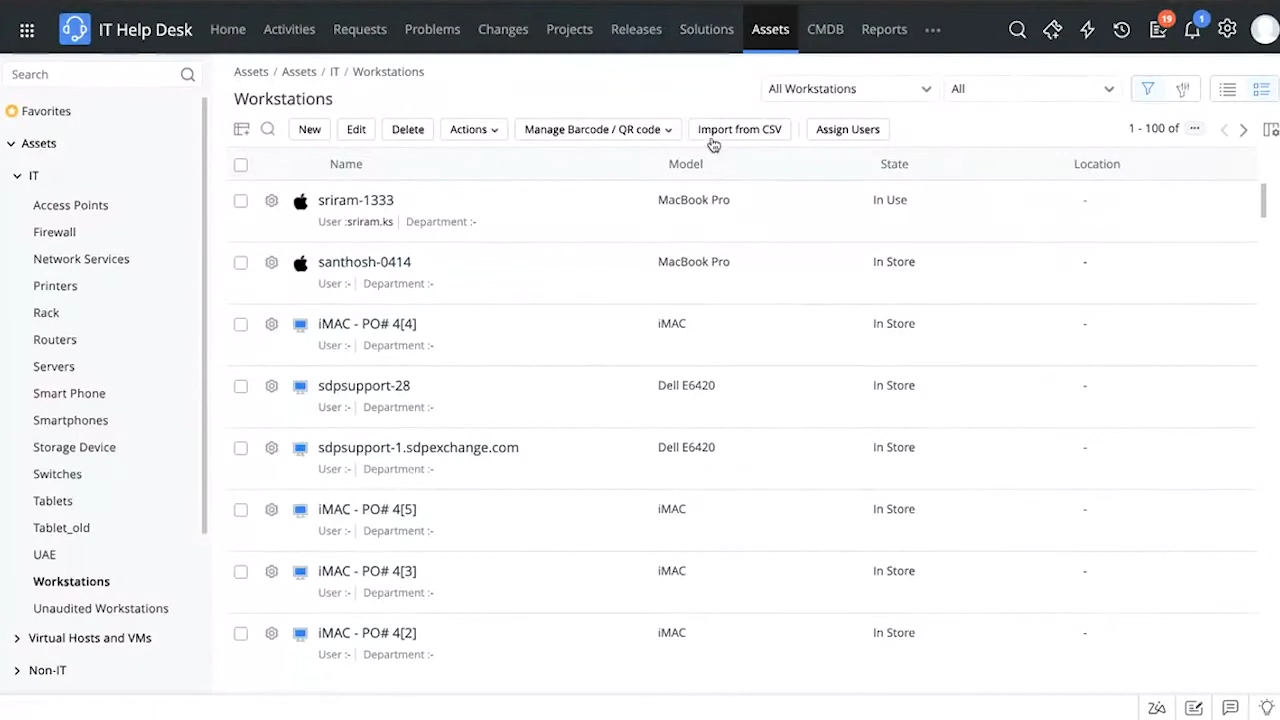 IT Help Desk Home Activities Requests Problems Changes Projects Releases Solutions Assets CMDB Reports 19 1
Search
Favorites
Assets
IT
Access Points
Firewall
Network Services
Printers
Rack
Routers
Servers
Smart Phone
Smartphones
Storage Device
Switches
Tablets
Tablet_old
UAE
Workstations
Unaudited Workstations
Virtual Hosts and VMs
Non-IT
Assets / Assets / IT / Workstations
Workstations
All Workstations All
New Edit Delete Actions Manage Barcode / QR code Import from CSV Assign Users 1 - 100 of
Name Model State Location
sriram-1333 MacBook Pro In Use -
User :sriram.ks Department :-
santhosh-0414 MacBook Pro In Store -
User :- Department :-
iMAC - PO# 4[4] iMAC In Store -
User :- Department :-
sdpsupport-28 Dell E6420 In Store -
User :- Department :-
sdpsupport-1.sdpexchange.com Dell E6420 In Store -
User :- Department :-
iMAC - PO# 4[5] iMAC In Store -
User :- Department :-
iMAC - PO# 4[3] iMAC In Store -
User :- Department :-
iMAC - PO# 4[2] iMAC In Store -
User :- Department :-